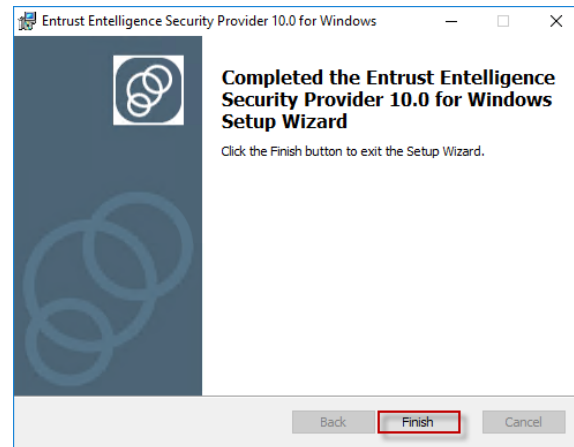 Entrust Entelligence Security Provider 10.0 for Windows
Completed the Entrust Entelligence
Security Provider 10.0 for Windows
Setup Wizard
Click the Finish button to exit the Setup Wizard.
Back
Finish
Cancel